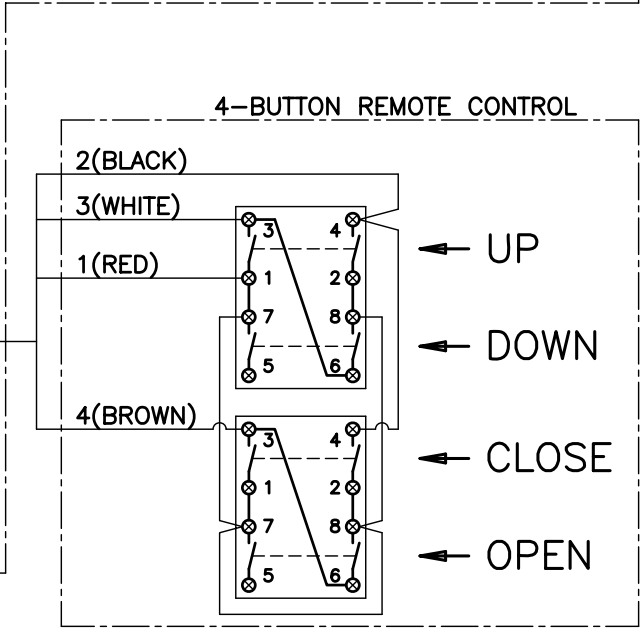 4-BUTTON REMOTE CONTROL
2(BLACK)
3(WHITE)
3 4
UP
1(RED)
1 2
7 8
DOWN
5 6
4(BROWN)
3 4
CLOSE
1 2
7 8
OPEN
5 6